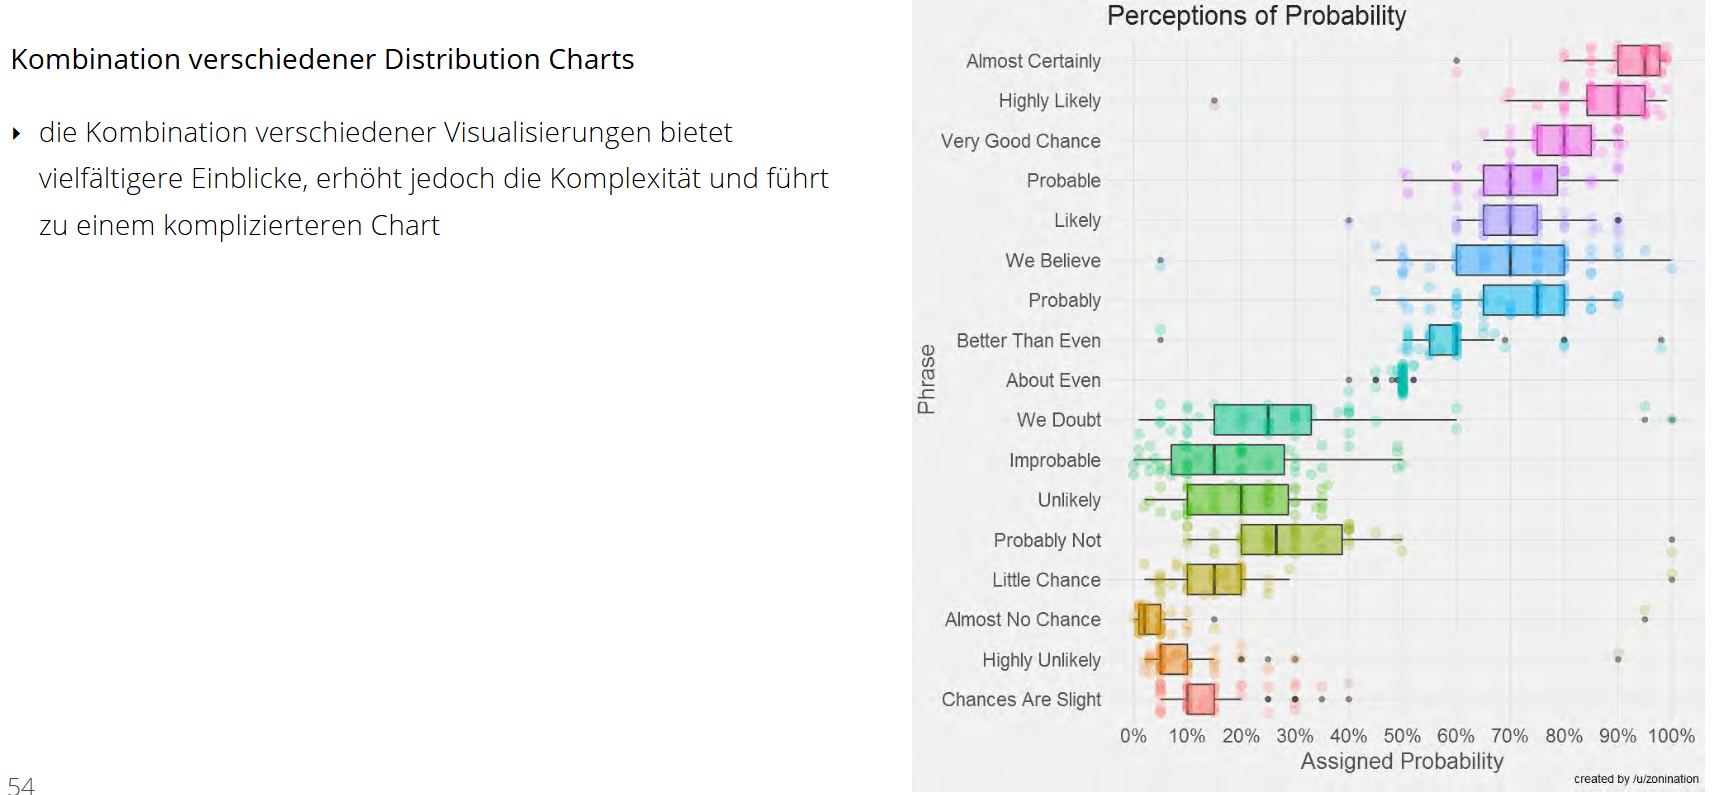 Kombination verschiedener Distribution Charts
die Kombination verschiedener Visualisierungen bietet
vielfältigere Einblicke, erhöht jedoch die Komplexität und führt
zu einem komplizierteren Chart
54
Perceptions of Probability
Phrase
Almost Certainly
Highly Likely
Very Good Chance
Probable
Likely
We Believe
Probably
Better Than Even
About Even
We Doubt
Improbable
Unlikely
Probably Not
Little Chance
Almost No Chance
Highly Unlikely
Chances Are Slight
0% 10% 20% 30% 40% 50% 60% 70% 80% 90% 100%
Assigned Probability
created by /u/zonination